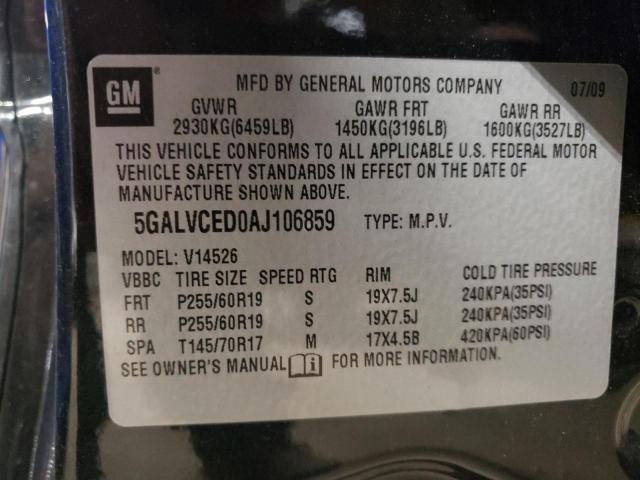 GM
MFD BY GENERAL MOTORS COMPANY 07/09
GVWR GAWR FRT GAWR RR
2930KG(6459LB) 1450KG(3196LB) 1600KG(3527LB)
THIS VEHICLE CONFORMS TO ALL APPLICABLE U.S. FEDERAL MOTOR
VEHICLE SAFETY STANDARDS IN EFFECT ON THE DATE OF
MANUFACTURE SHOWN ABOVE.
5GALVCED0AJ106859 TYPE: M.P.V.
MODEL: V14526
VBBC TIRE SIZE SPEED RTG RIM COLD TIRE PRESSURE
FRT P255/60R19 S 19X7.5J 240KPA(35PSI)
RR P255/60R19 S 19X7.5J 240KPA(35PSI)
SPA T145/70R17 M 17X4.5B 420KPA(60PSI)
SEE OWNER'S MANUAL i FOR MORE INFORMATION.